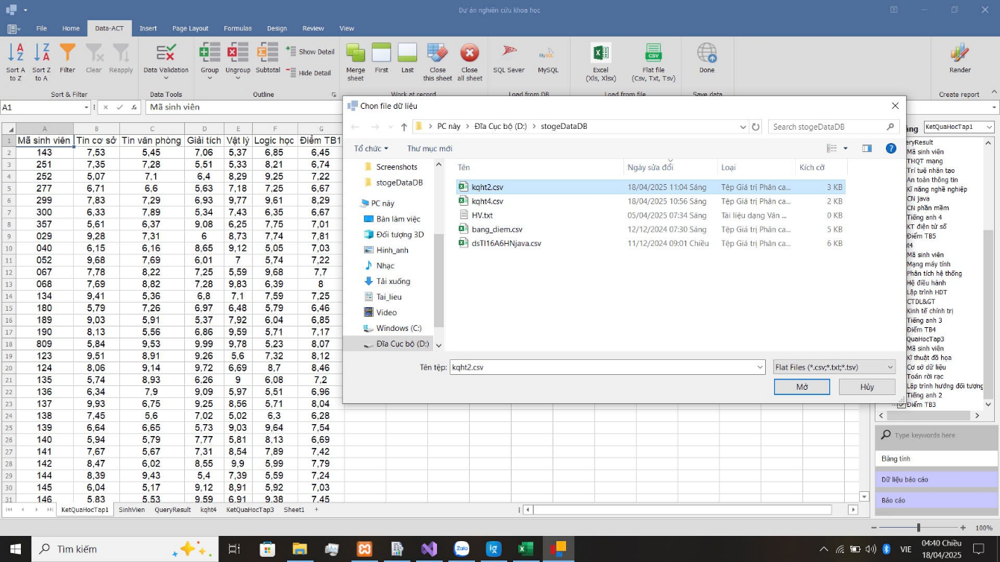 Dự án nghiên cứu khoa học
File Home Data-ACT Insert Page Layout Formulas Design Review View
Sort A to Z
Sort Z to A
Filter
Clear
Reapply
Sort & Filter
Data Validation
Data Tools
Group
Ungroup
Subtotal
Show Detail
Hide Detail
Outline
Merge sheet
First
Last
Close this sheet
Close all sheet
Work at record
SQL Sever
MySQL
Load from DB
Excel (Xls, Xlsx)
Flat file (Csv, Txt, Tsv)
Load from file
Done
Save data
Render
Create report
A1 Mã sinh viên
A B C D E F G
1 Mã sinh viên Tin cơ sở Tin văn phòng Giải tích Vật lý Logic học Điểm TB1
2 143 7,53 5,45 7,06 5,37 6,85 6,45
3 251 7,35 7,28 5,51 5,33 8,21 6,74
4 252 5,07 7,1 6,4 8,29 9,25 7,22
5 277 6,71 6,6 5,63 7,18 7,25 6,67
6 299 7,83 7,29 6,93 9,77 9,61 8,29
7 300 6,33 7,89 5,34 7,43 6,35 6,67
8 357 5,61 6,37 9,08 6,25 7,75 7,01
9 029 9,28 7,31 6 8,73 7,74 7,81
10 040 6,15 6,16 8,65 9,12 5,05 7,03
11 052 9,68 7,69 6,01 7 5,74 7,22
12 067 7,78 8,22 7,25 5,59 9,68 7,7
13 068 7,69 8,82 7,28 9,83 6,39 8
14 134 9,41 5,36 6,8 7,1 7,59 7,25
15 180 5,79 7,26 6,97 6,48 5,79 6,46
16 189 9,03 5,91 5,37 7,92 6,04 6,85
17 190 8,13 5,56 6,86 9,59 5,71 7,17
18 809 5,84 9,53 9,99 9,78 5,23 8,07
19 123 9,51 8,91 9,26 5,6 7,32 8,12
20 124 8,06 9,14 9,72 6,69 8,7 8,46
21 135 5,74 8,93 6,26 9 6,08 7,2
22 136 6,34 7,9 9,09 5,97 5,51 6,96
23 137 9,93 6,75 9,25 8,56 5,71 8,04
24 138 7,45 5,6 7,02 5,02 6,3 6,28
25 139 6,64 6,65 5,73 9,03 9,64 7,54
26 140 5,94 5,79 7,77 5,81 8,13 6,69
27 141 7,67 5,67 7,31 8,54 7,89 7,42
28 142 8,47 6,02 8,55 9,9 5,99 7,79
29 144 8,39 9,43 5,4 7,39 5,59 7,24
30 145 6,04 5,17 9,12 8,91 5,92 7,03
31 146 5,83 5,53 9,59 6,91 9,38 7,45
KetQuaHocTap1 SinhVien QueryResult kqht4 KetQuaHocTap3 Sheet1 +
Chọn file dữ liệu
PC này Đĩa Cục bộ (D:) stogeDataDB
Search stogeDataDB
Tổ chức Thư mục mới
Screenshots
stogeDataDB
PC này
Bàn làm việc
Đối tượng 3D
Hinh_anh
Nhạc
Tải xuống
Tai_lieu
Video
Windows (C:)
Đĩa Cục bộ (D:)
Tên Ngày sửa đổi Loại Kích cỡ
kqht2.csv 18/04/2025 11:04 Sáng Tệp Giá trị Phân ca... 3 KB
kqht4.csv 18/04/2025 10:56 Sáng Tệp Giá trị Phân ca... 2 KB
HV.txt 05/04/2025 07:34 Sáng Tài liệu dạng Văn ... 0 KB
bang_diem.csv 12/12/2024 07:30 Sáng Tệp Giá trị Phân ca... 5 KB
dsTI16A6HNjava.csv 11/12/2024 09:01 Chiều Tệp Giá trị Phân ca... 6 KB
Tên tệp: kqht2.csv
Flat Files (*.csv;*.txt;*.tsv)
Mở Hủy
KetQuaHocTap1
Mã sinh viên
THQT mạng
Trí tuệ nhân tạo
An toàn thông tin
Kĩ năng nghề nghiệp
CN java
CN phần mềm
Tiếng anh 4
KT điện tử số
Điểm TB5
Mã sinh viên
Mạng máy tính
Phân tích hệ thống
Hệ điều hành
Lập trình HDT
CTDL&GT
Kinh tế chính trị
Tiếng anh 3
Điểm TB4
Mã sinh viên
Kĩ thuật đồ họa
Cơ sở dữ liệu
Toán rời rạc
Lập trình hướng đối tượng
Tiếng anh 2
Điểm TB3
Type keywords here
Bảng tính
Dữ liệu báo cáo
Báo cáo
100%
Tìm kiếm
VIE
04:40 Chiều
18/04/2025